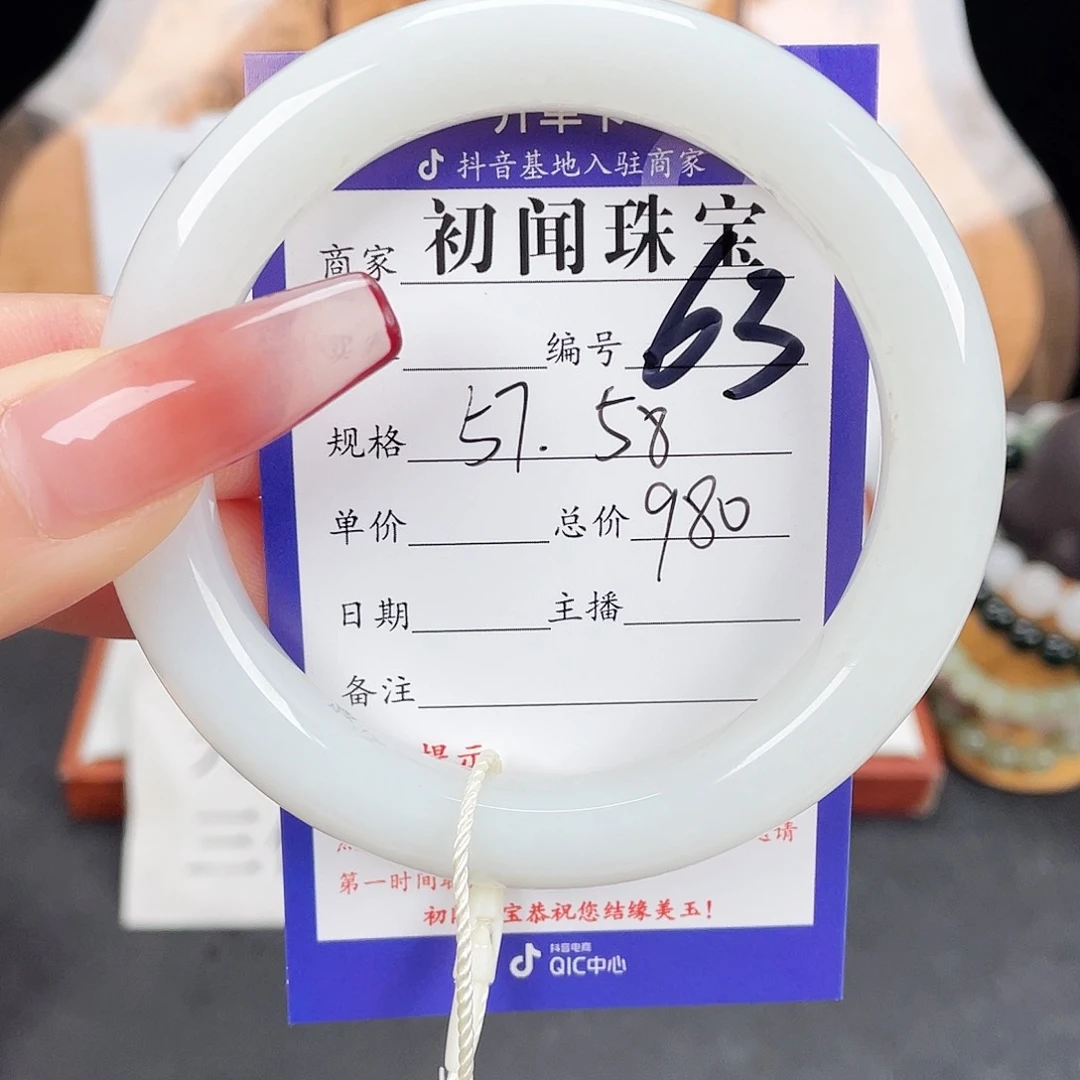 抖音基地入驻商家
商家 初闻珠宝
编号 63
规格 57. 58
单价 总价 980
日期 主播
备注
提示
第一时间
初 宝恭祝您结缘美玉!
抖音电商
QIC中心